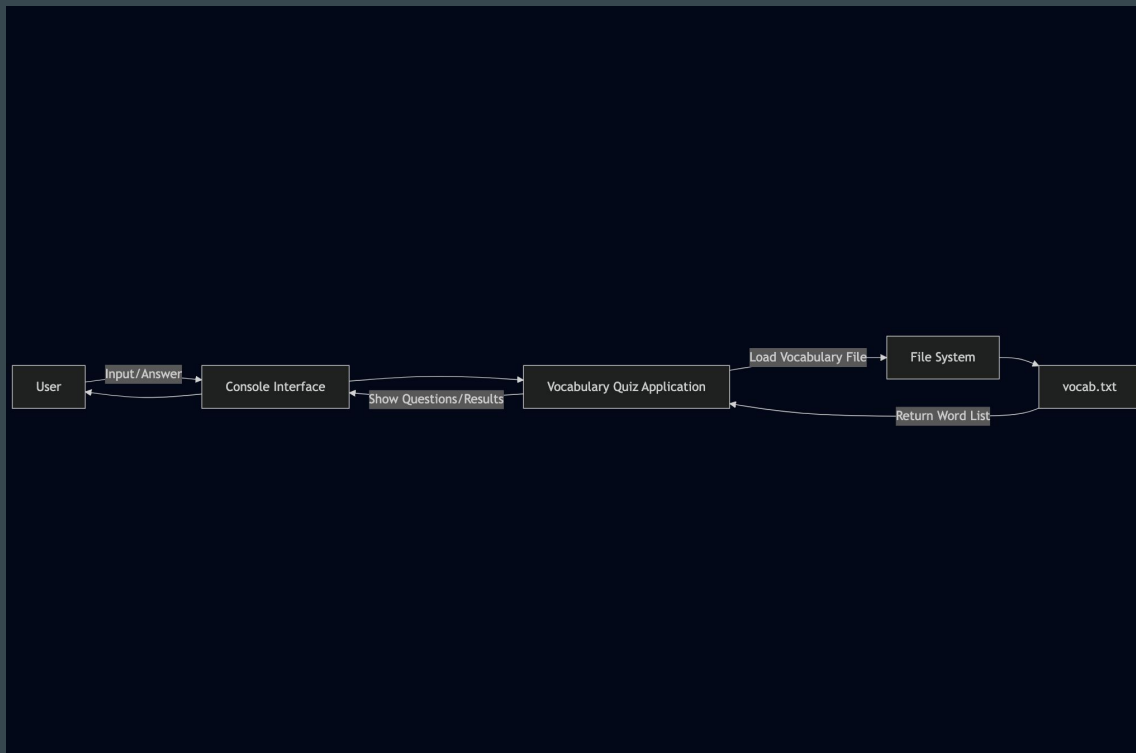 User
Input/Answer
Console Interface
Show Questions/Results
Vocabulary Quiz Application
Load Vocabulary File
File System
vocab.txt
Return Word List